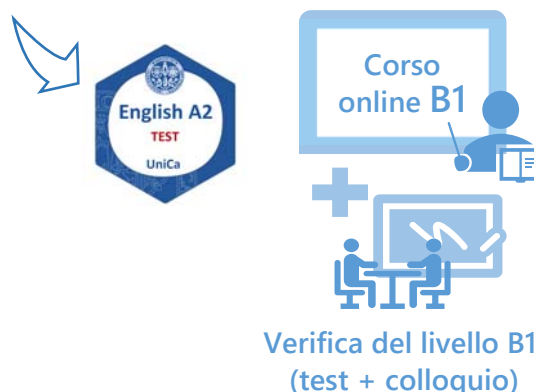 English A2
TEST
UniCa
Corso
online B1
Verifica del livello B1
(test + colloquio)